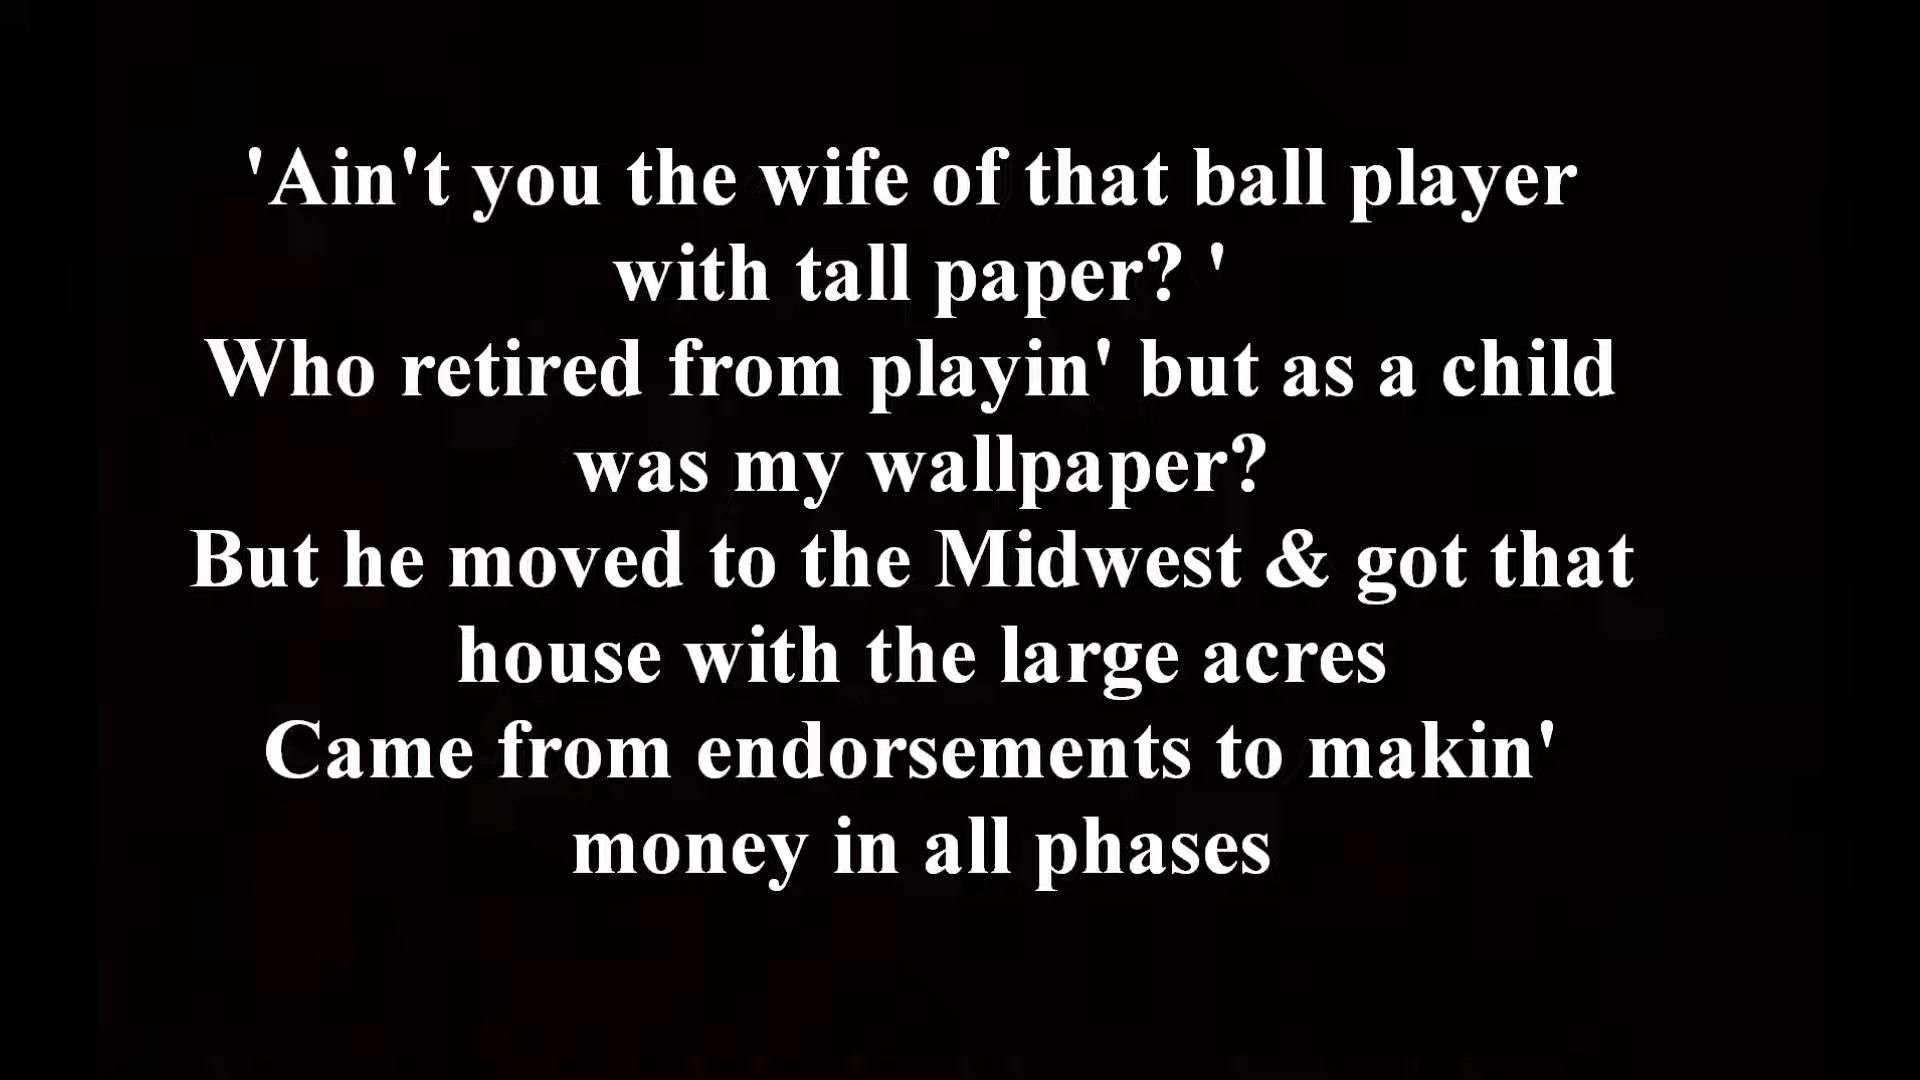 'Ain't you the wife of that ball player
with tall paper? '
Who retired from playin' but as a child
was my wallpaper?
But he moved to the Midwest & got that
house with the large acres
Came from endorsements to makin'
money in all phases